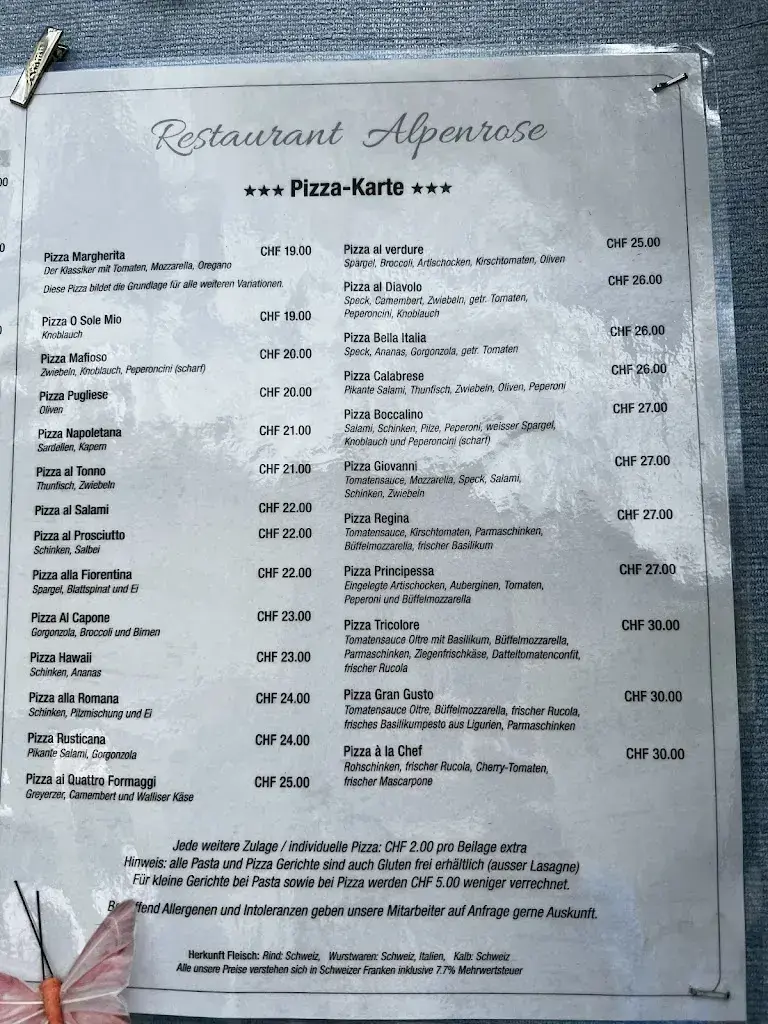 Restaurant Alpenrose
★★★ Pizza-Karte ★★★
Pizza Margherita CHF 19.00
Der Klassiker mit Tomaten, Mozzarella, Oregano
Diese Pizza bildet die Grundlage für alle weiteren Variationen.
Pizza O Sole Mio CHF 19.00
Knoblauch
Pizza Mafioso CHF 20.00
Zwiebeln, Knoblauch, Peperoncini (scharf)
Pizza Pugliese CHF 20.00
Oliven
Pizza Napoletana CHF 21.00
Sardellen, Kapern
Pizza al Tonno CHF 21.00
Thunfisch, Zwiebeln
Pizza al Salami CHF 22.00
Pizza al Prosciutto CHF 22.00
Schinken, Salbei
Pizza alla Fiorentina CHF 22.00
Spargel, Blattspinat und Ei
Pizza Al Capone CHF 23.00
Gorgonzola, Broccoli und Birnen
Pizza Hawaii CHF 23.00
Schinken, Ananas
Pizza alla Romana CHF 24.00
Schinken, Pilzmischung und Ei
Pizza Rusticana CHF 24.00
Pikante Salami, Gorgonzola
Pizza ai Quattro Formaggi CHF 25.00
Greyerzer, Camembert und Walliser Käse
Pizza al verdure CHF 25.00
Spargel, Broccoli, Artischocken, Kirschtomaten, Oliven
Pizza al Diavolo CHF 26.00
Speck, Camembert, Zwiebeln, getr. Tomaten,
Peperoncini, Knoblauch
Pizza Bella Italia CHF 26.00
Speck, Ananas, Gorgonzola, getr. Tomaten
Pizza Calabrese CHF 26.00
Pikante Salami, Thunfisch, Zwiebeln, Oliven, Peperoni
Pizza Boccalino CHF 27.00
Salami, Schinken, Pilze, Peperoni, weisser Spargel,
Knoblauch und Peperoncini (scharf)
Pizza Giovanni CHF 27.00
Tomatensauce, Mozzarella, Speck, Salami,
Schinken, Zwiebeln
Pizza Regina CHF 27.00
Tomatensauce, Kirschtomaten, Parmaschinken,
Büffelmozzarella, frischer Basilikum
Pizza Principessa CHF 27.00
Eingelegte Artischocken, Auberginen, Tomaten,
Peperoni und Büffelmozzarella
Pizza Tricolore CHF 30.00
Tomatensauce Oltre mit Basilikum, Büffelmozzarella,
Parmaschinken, Ziegenfrischkäse, Datteltomatenconfit,
frischer Rucola
Pizza Gran Gusto CHF 30.00
Tomatensauce Oltre, Büffelmozzarella, frischer Rucola,
frisches Basilikumpesto aus Ligurien, Parmaschinken
Pizza à la Chef CHF 30.00
Rohschinken, frischer Rucola, Cherry-Tomaten,
frischer Mascarpone
Jede weitere Zulage / individuelle Pizza: CHF 2.00 pro Beilage extra
Hinweis: alle Pasta und Pizza Gerichte sind auch Gluten frei erhältlich (ausser Lasagne)
Für kleine Gerichte bei Pasta sowie bei Pizza werden CHF 5.00 weniger verrechnet.
Allergenen und Intoleranzen geben unsere Mitarbeiter auf Anfrage gerne Auskunft.
Herkunft Fleisch: Rind: Schweiz, Wurstwaren: Schweiz, Italien, Kalb: Schweiz
Alle unsere Preise verstehen sich in Schweizer Franken inklusive 7.7% Mehrwertsteuer